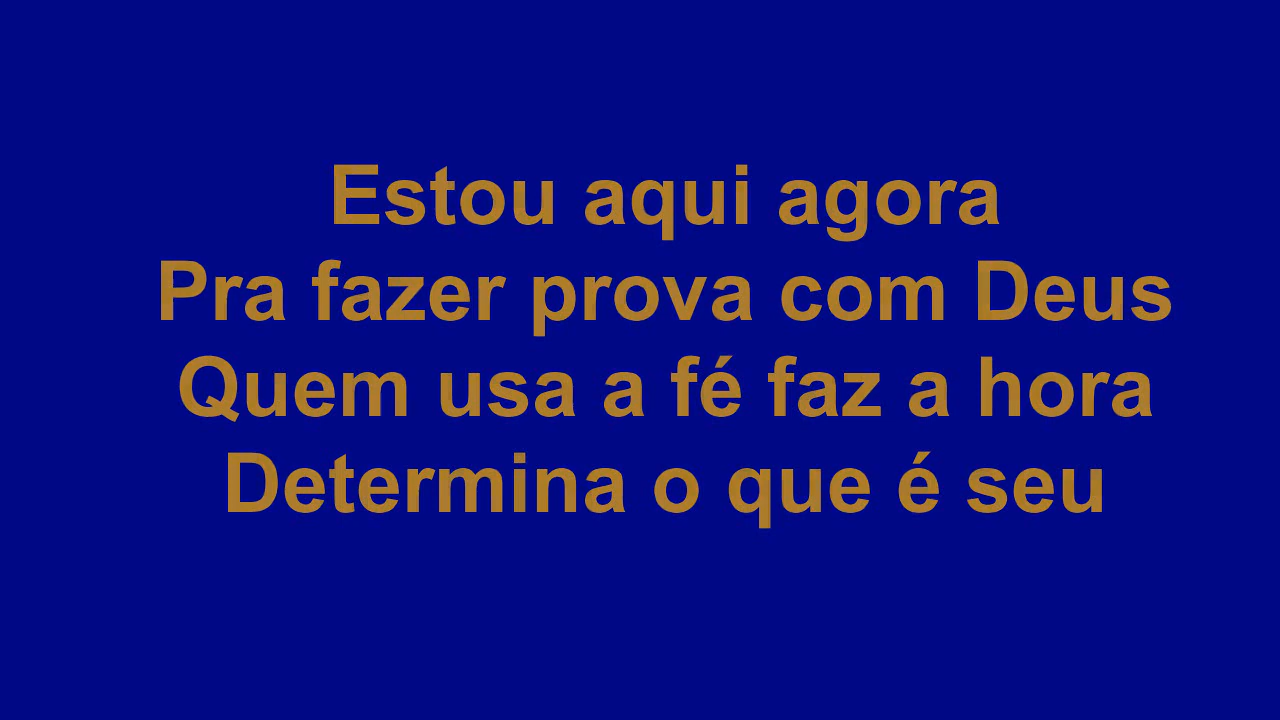 Estou aqui agora
Pra fazer prova com Deus
Quem usa a fé faz a hora
Determina o que é seu